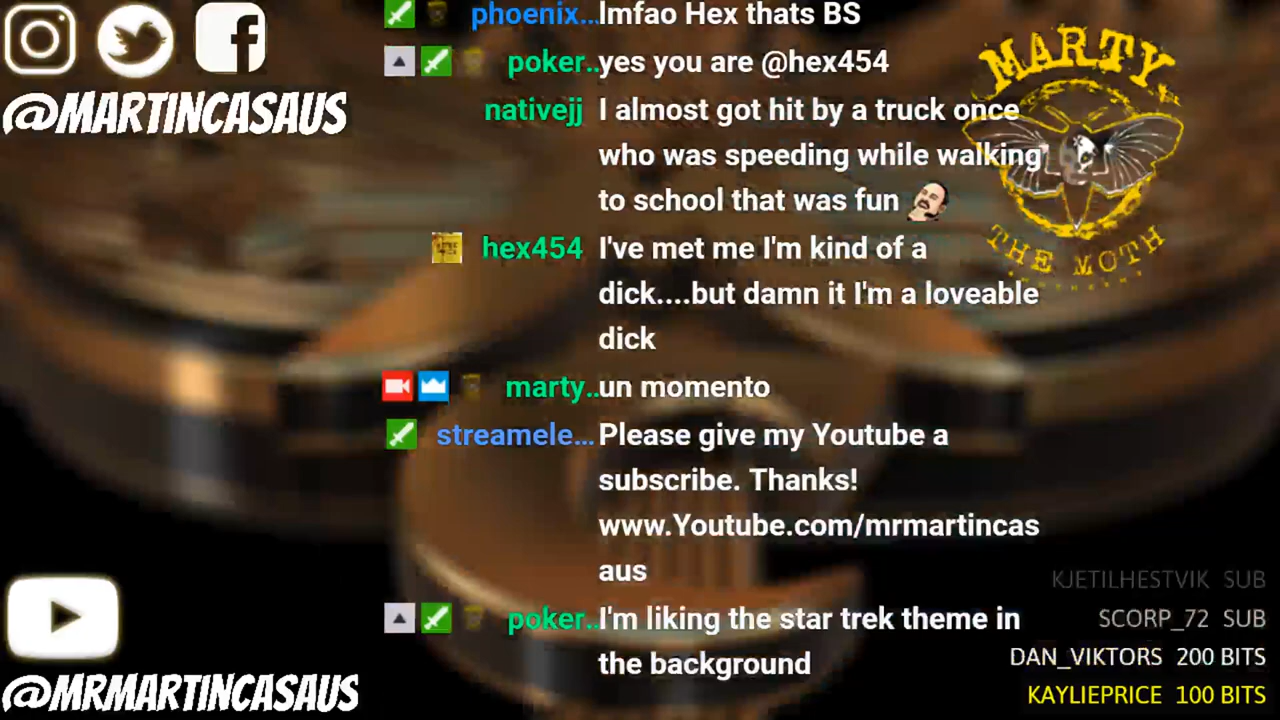 @MARTINCASAUS
phoenix... lmfao Hex thats BS
poker.. yes you are @hex454
nativejj I almost got hit by a truck once
who was speeding while walking
to school that was fun
hex454 I've met me I'm kind of a
dick....but damn it I'm a loveable
dick
marty.. un momento
streamele... Please give my Youtube a
subscribe. Thanks!
www.Youtube.com/mrmartincas
aus
poker.. I'm liking the star trek theme in
the background
MARTY
THE MOTH
KJETILHESTVIK SUB
SCORP_72 SUB
DAN_VIKTORS 200 BITS
KAYLIEPRICE 100 BITS
@MRMARTINCASAUS